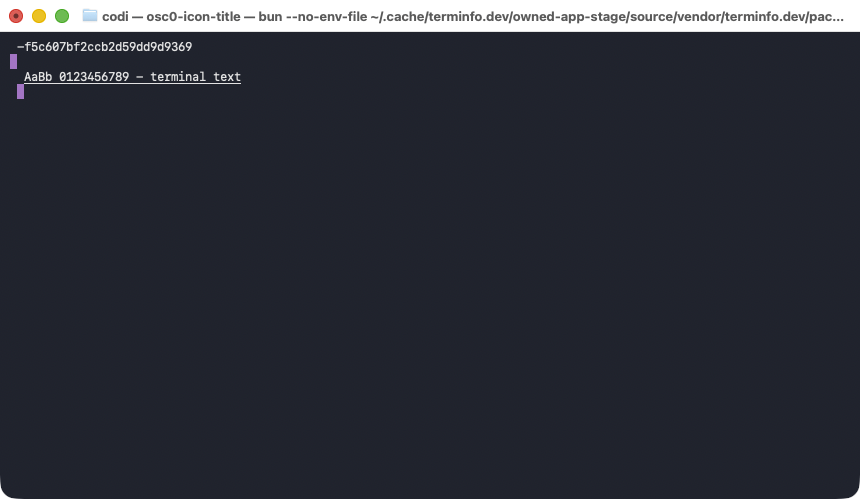 codi — osc0-icon-title — bun --no-env-file ~/.cache/terminfo.dev/owned-app-stage/source/vendor/terminfo.dev/pac...
-f5c607bf2ccb2d59dd9d9369
AaBb 0123456789 - terminal text